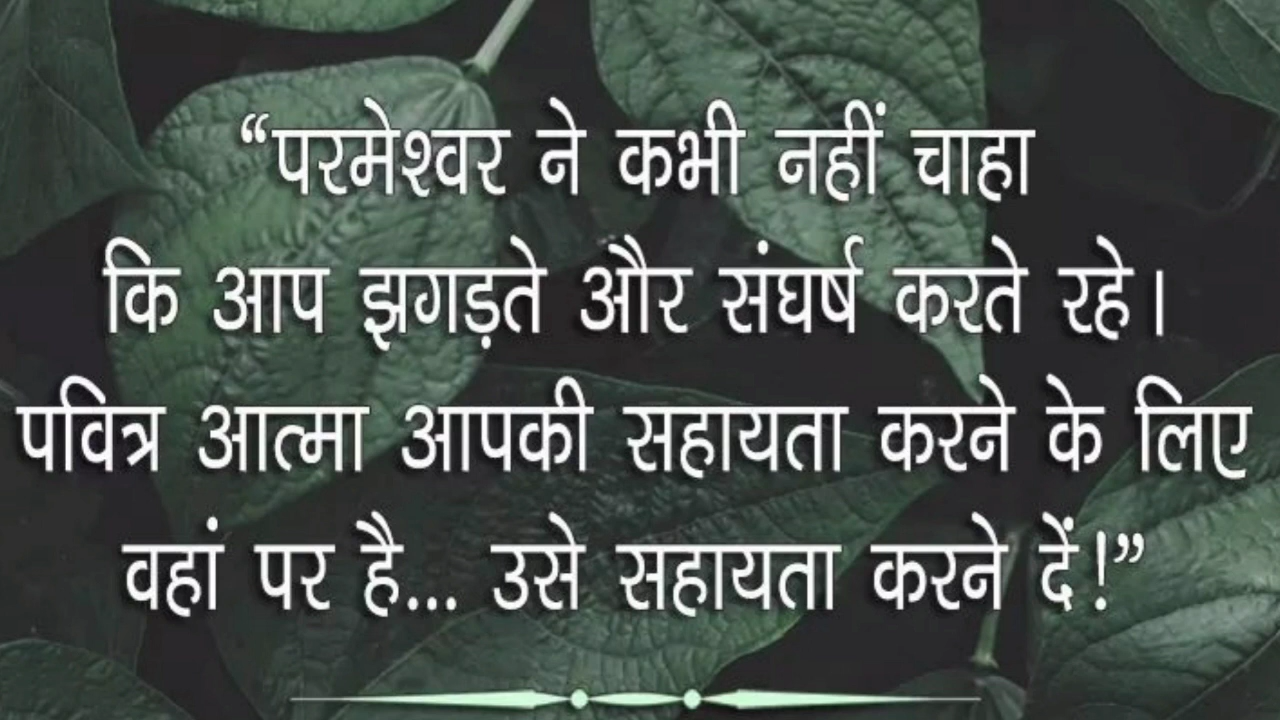 “परमेश्वर ने कभी नहीं चाहा
कि आप झगड़ते और संघर्ष करते रहे।
पवित्र आत्मा आपकी सहायता करने के लिए
वहां पर है... उसे सहायता करने दें!”